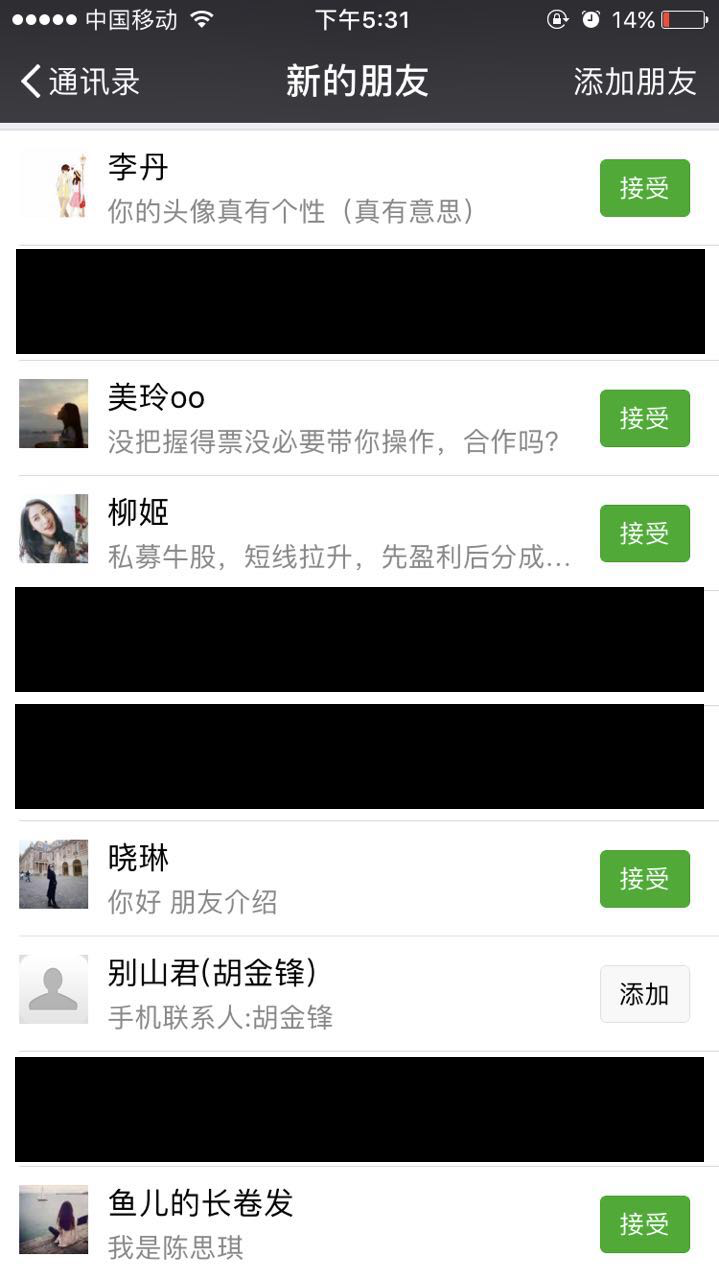 中国移动 下午5:31 14%
通讯录 新的朋友 添加朋友
李丹
你的头像真有个性（真有意思）
接受
美玲oo
没把握得票没必要带你操作，合作吗?
接受
柳姬
私募牛股，短线拉升，先盈利后分成...
接受
晓琳
你好 朋友介绍
接受
别山君(胡金锋)
手机联系人:胡金锋
添加
鱼儿的长卷发
我是陈思琪
接受